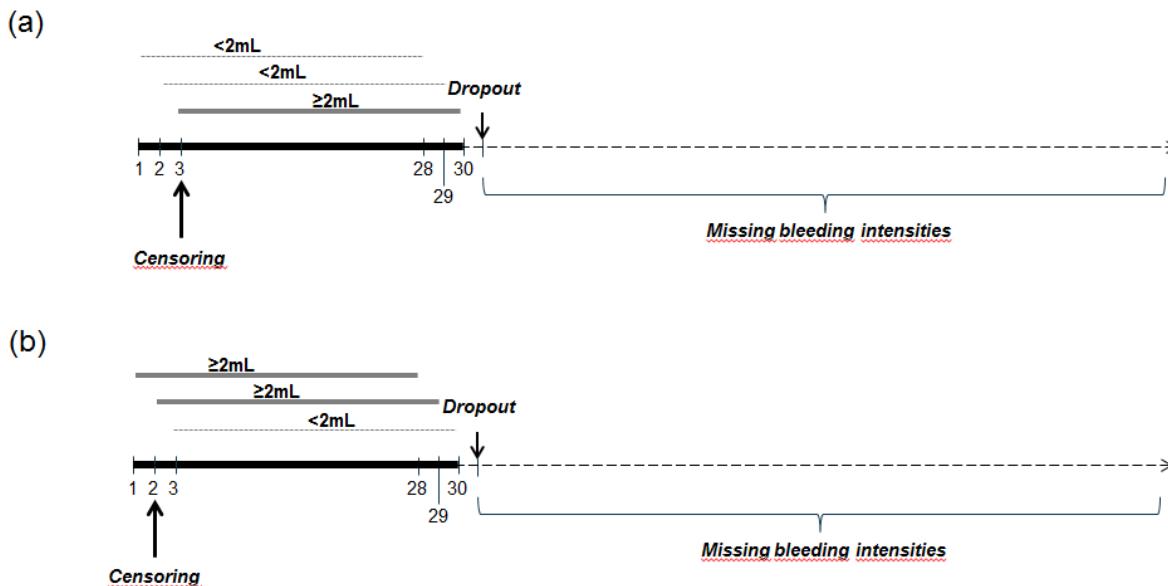 (a)
<2mL
<2mL
≥2mL
Dropout
1 2 3 28 30
29
Missing bleeding intensities
Censoring
(b)
≥2mL
≥2mL
Dropout
<2mL
1 2 3 28 30
29
Missing bleeding intensities
Censoring